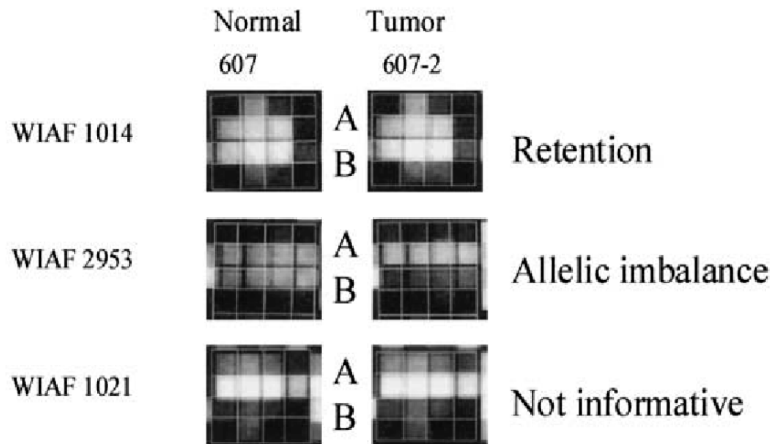 Normal Tumor
607 607-2
WIAF 1014 A B Retention
WIAF 2953 A B Allelic imbalance
WIAF 1021 A B Not informative